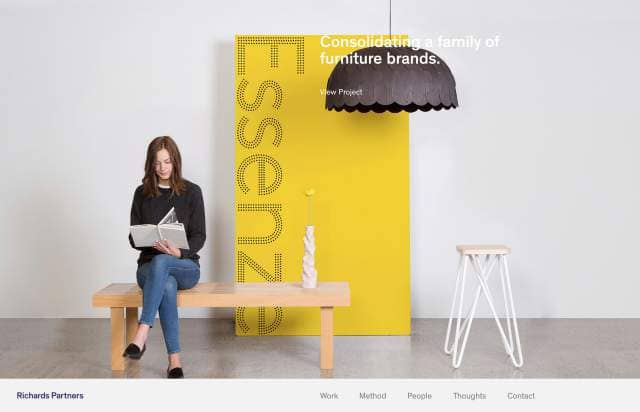 Consolidating a family of
furniture brands.
View Project
Essenze
Richards Partners
Work
Method
People
Thoughts
Contact